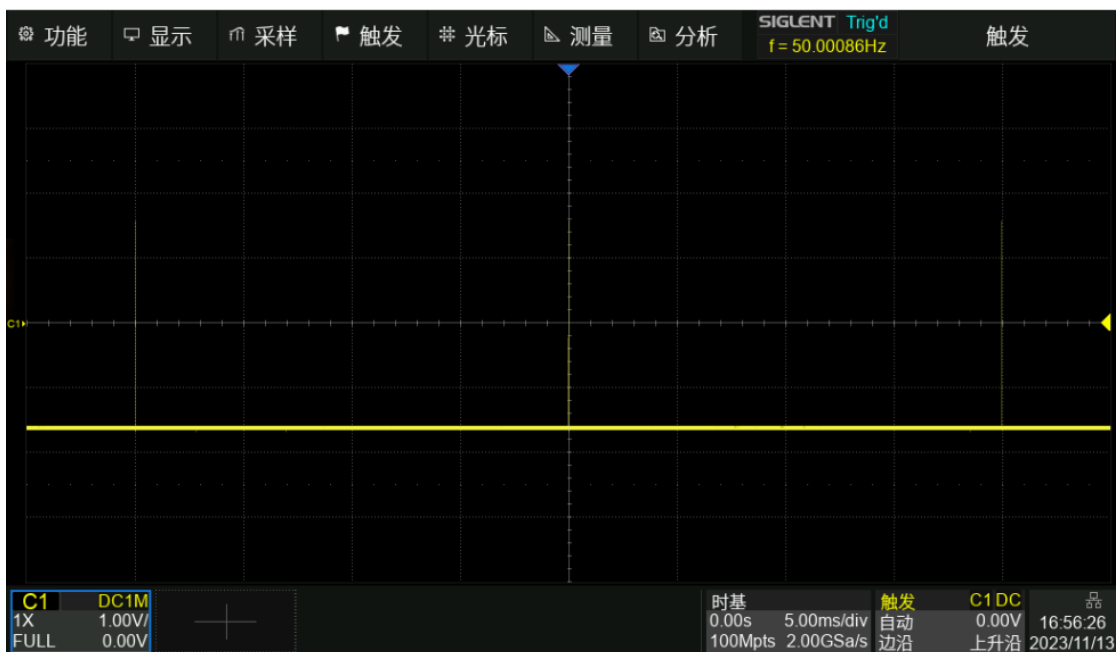 功能 显示 采样 触发 光标 测量 分析 SIGLENT Trig'd 触发
f = 50.00086Hz
C1
C1 DC1M
1X 1.00V/
FULL 0.00V
时基
0.00s 5.00ms/div
100Mpts 2.00GSa/s
触发 C1 DC
自动 0.00V
边沿 上升沿
16:56:26
2023/11/13